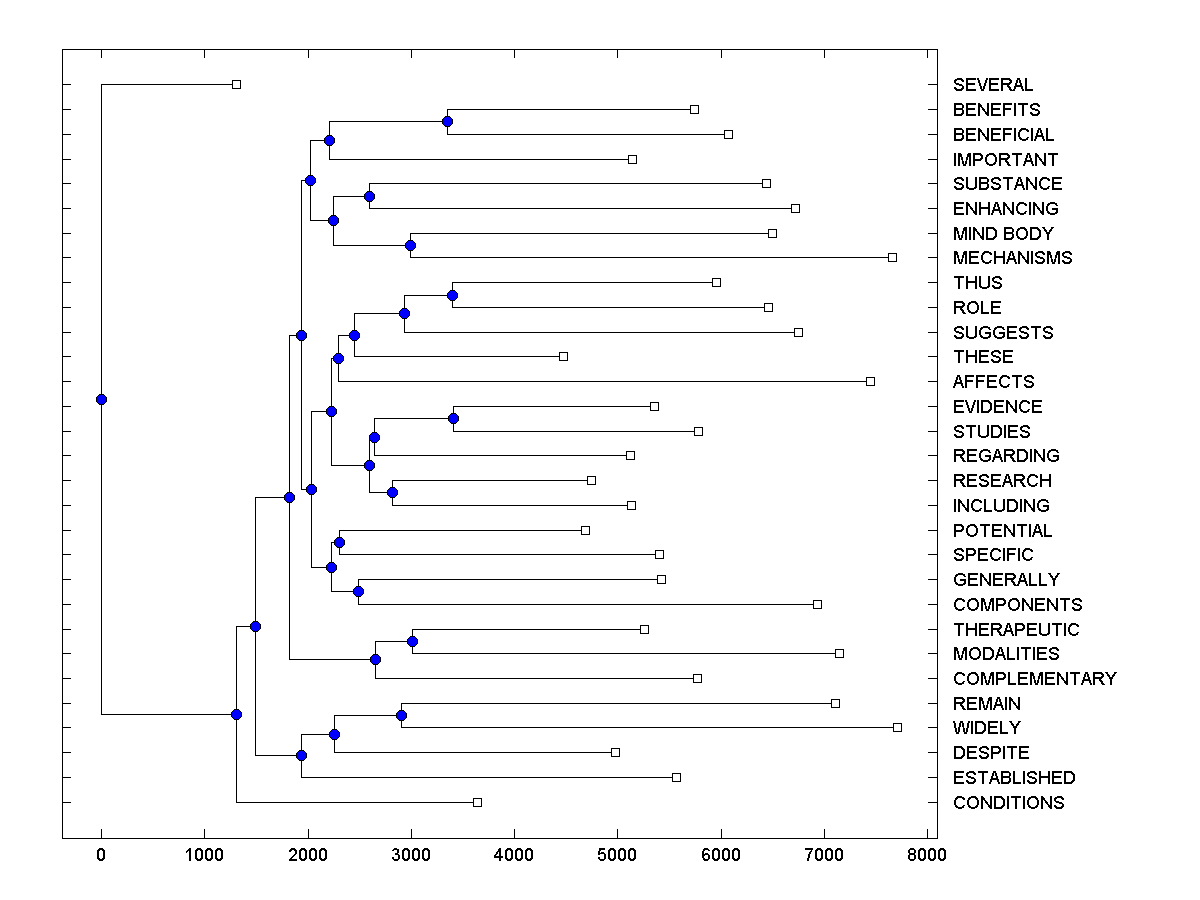 SEVERAL
BENEFITS
BENEFICIAL
IMPORTANT
SUBSTANCE
ENHANCING
MIND BODY
MECHANISMS
THUS
ROLE
SUGGESTS
THESE
AFFECTS
EVIDENCE
STUDIES
REGARDING
RESEARCH
INCLUDING
POTENTIAL
SPECIFIC
GENERALLY
COMPONENTS
THERAPEUTIC
MODALITIES
COMPLEMENTARY
REMAIN
WIDELY
DESPITE
ESTABLISHED
CONDITIONS
0 1000 2000 3000 4000 5000 6000 7000 8000